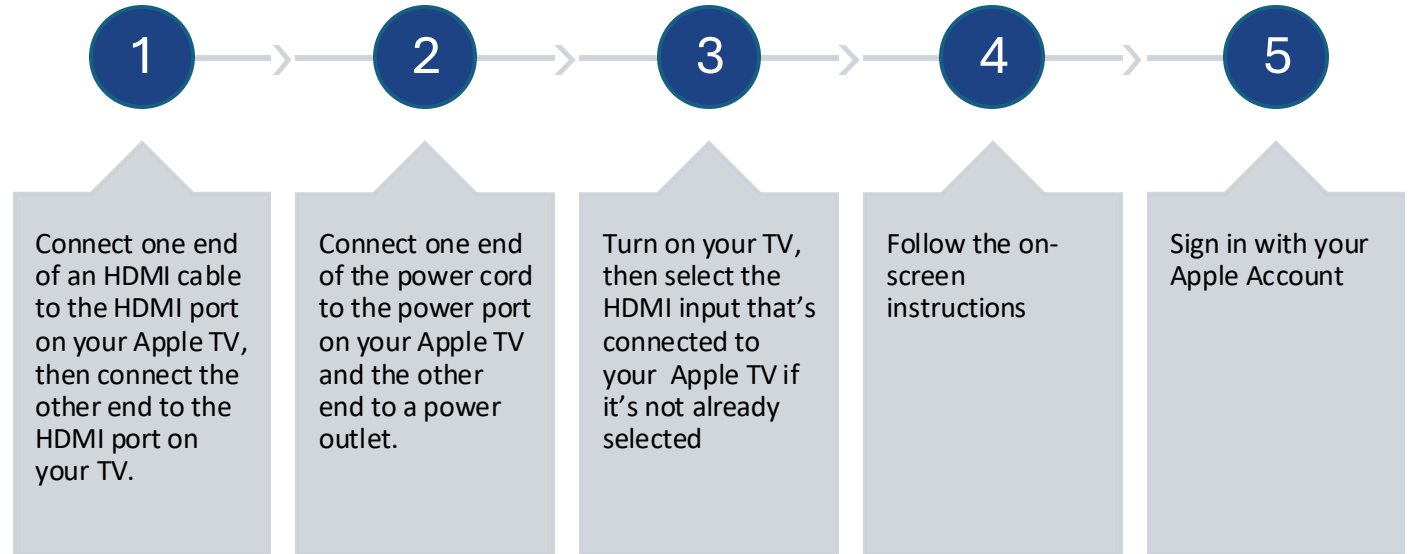 1
2
3
4
5
Connect one end
of an HDMI cable
to the HDMI port
on your Apple TV,
then connect the
other end to the
HDMI port on
your TV.
Connect one end
of the power cord
to the power port
on your Apple TV
and the other
end to a power
outlet.
Turn on your TV,
then select the
HDMI input that’s
connected to
your  Apple TV if
it’s not already
selected
Follow the on-
screen
instructions
Sign in with your
Apple Account